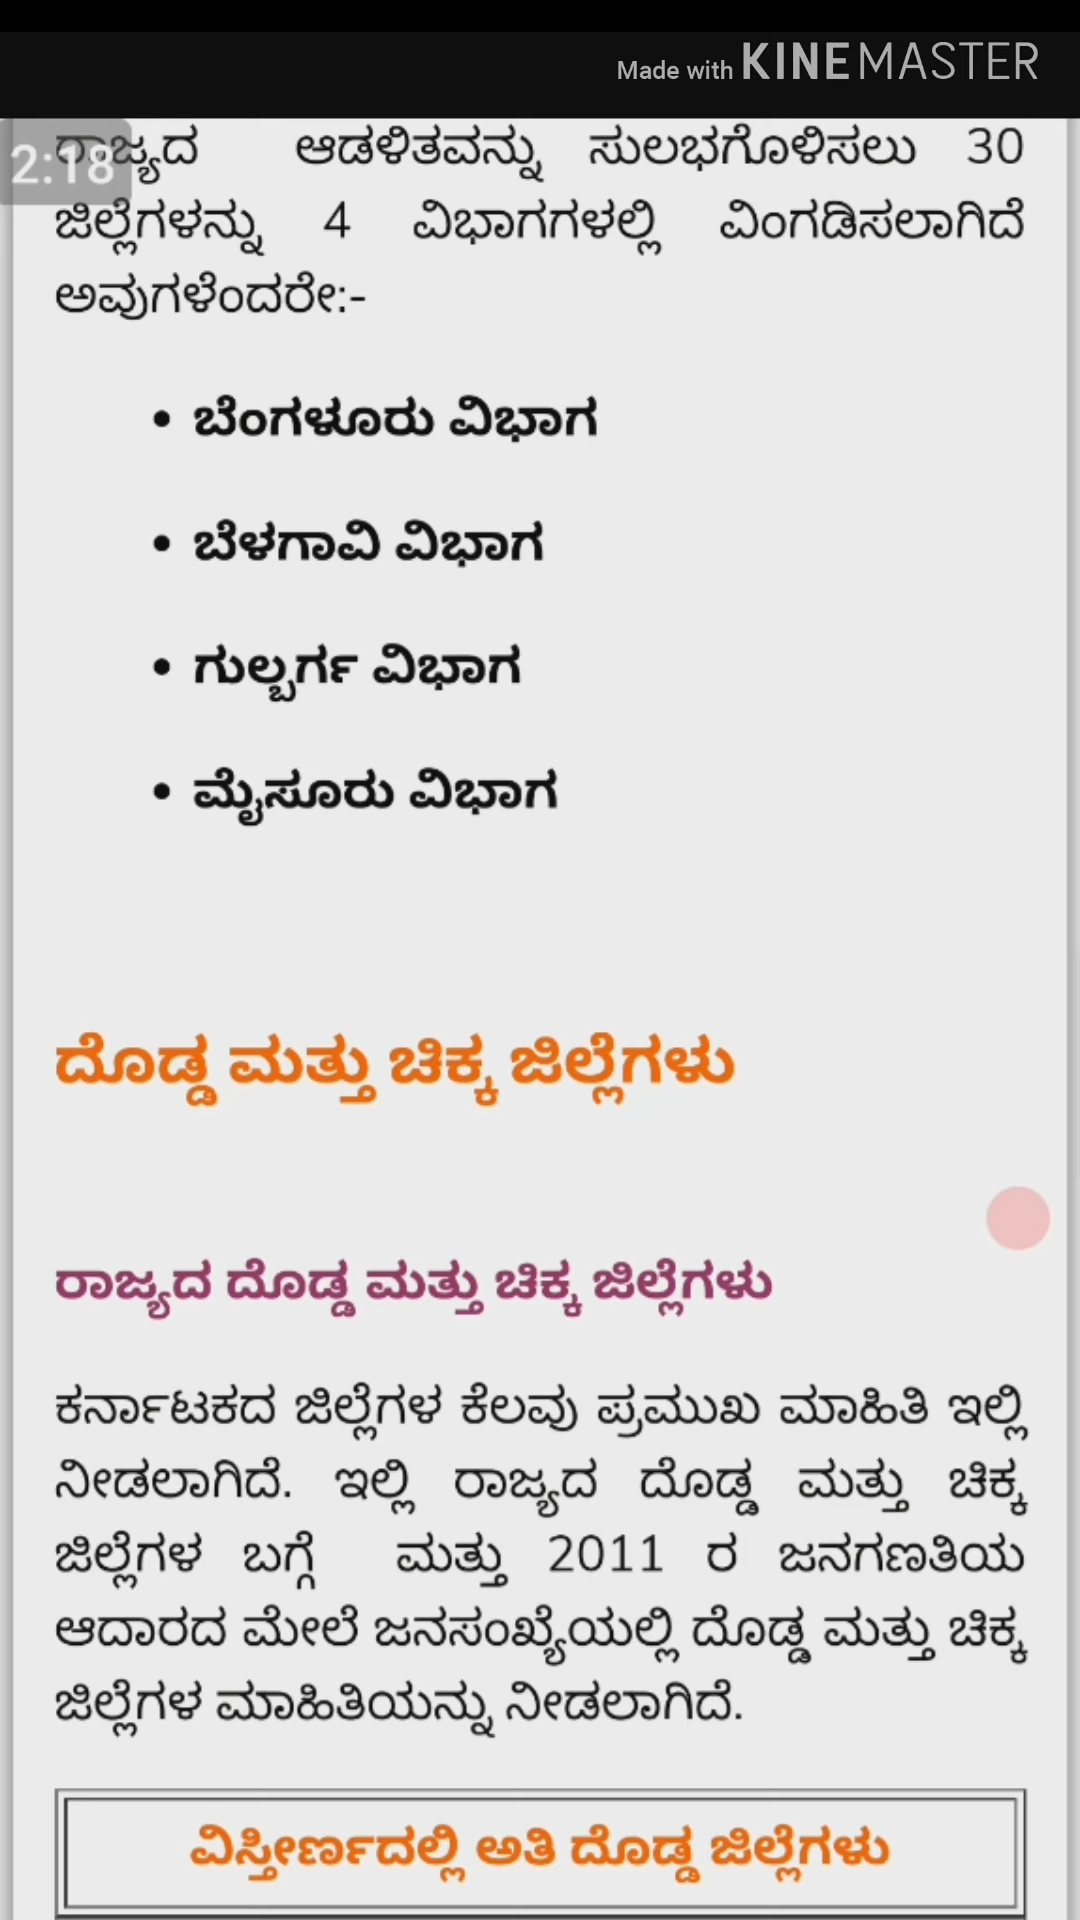 Made with KINEMASTER
2:18
ರಾಜ್ಯದ ಆಡಳಿತವನ್ನು ಸುಲಭಗೊಳಿಸಲು 30
ಜಿಲ್ಲೆಗಳನ್ನು 4 ವಿಭಾಗಗಳಲ್ಲಿ ವಿಂಗಡಿಸಲಾಗಿದೆ
ಅವುಗಳೆಂದರೇ:-
• ಬೆಂಗಳೂರು ವಿಭಾಗ
• ಬೆಳಗಾವಿ ವಿಭಾಗ
• ಗುಲ್ಬರ್ಗ ವಿಭಾಗ
• ಮೈಸೂರು ವಿಭಾಗ
ದೊಡ್ಡ ಮತ್ತು ಚಿಕ್ಕ ಜಿಲ್ಲೆಗಳು
ರಾಜ್ಯದ ದೊಡ್ಡ ಮತ್ತು ಚಿಕ್ಕ ಜಿಲ್ಲೆಗಳು
ಕರ್ನಾಟಕದ ಜಿಲ್ಲೆಗಳ ಕೆಲವು ಪ್ರಮುಖ ಮಾಹಿತಿ ಇಲ್ಲಿ
ನೀಡಲಾಗಿದೆ. ಇಲ್ಲಿ ರಾಜ್ಯದ ದೊಡ್ಡ ಮತ್ತು ಚಿಕ್ಕ
ಜಿಲ್ಲೆಗಳ ಬಗ್ಗೆ ಮತ್ತು 2011 ರ ಜನಗಣತಿಯ
ಆದಾರದ ಮೇಲೆ ಜನಸಂಖ್ಯೆಯಲ್ಲಿ ದೊಡ್ಡ ಮತ್ತು ಚಿಕ್ಕ
ಜಿಲ್ಲೆಗಳ ಮಾಹಿತಿಯನ್ನು ನೀಡಲಾಗಿದೆ.
ವಿಸ್ತೀರ್ಣದಲ್ಲಿ ಅತಿ ದೊಡ್ಡ ಜಿಲ್ಲೆಗಳು